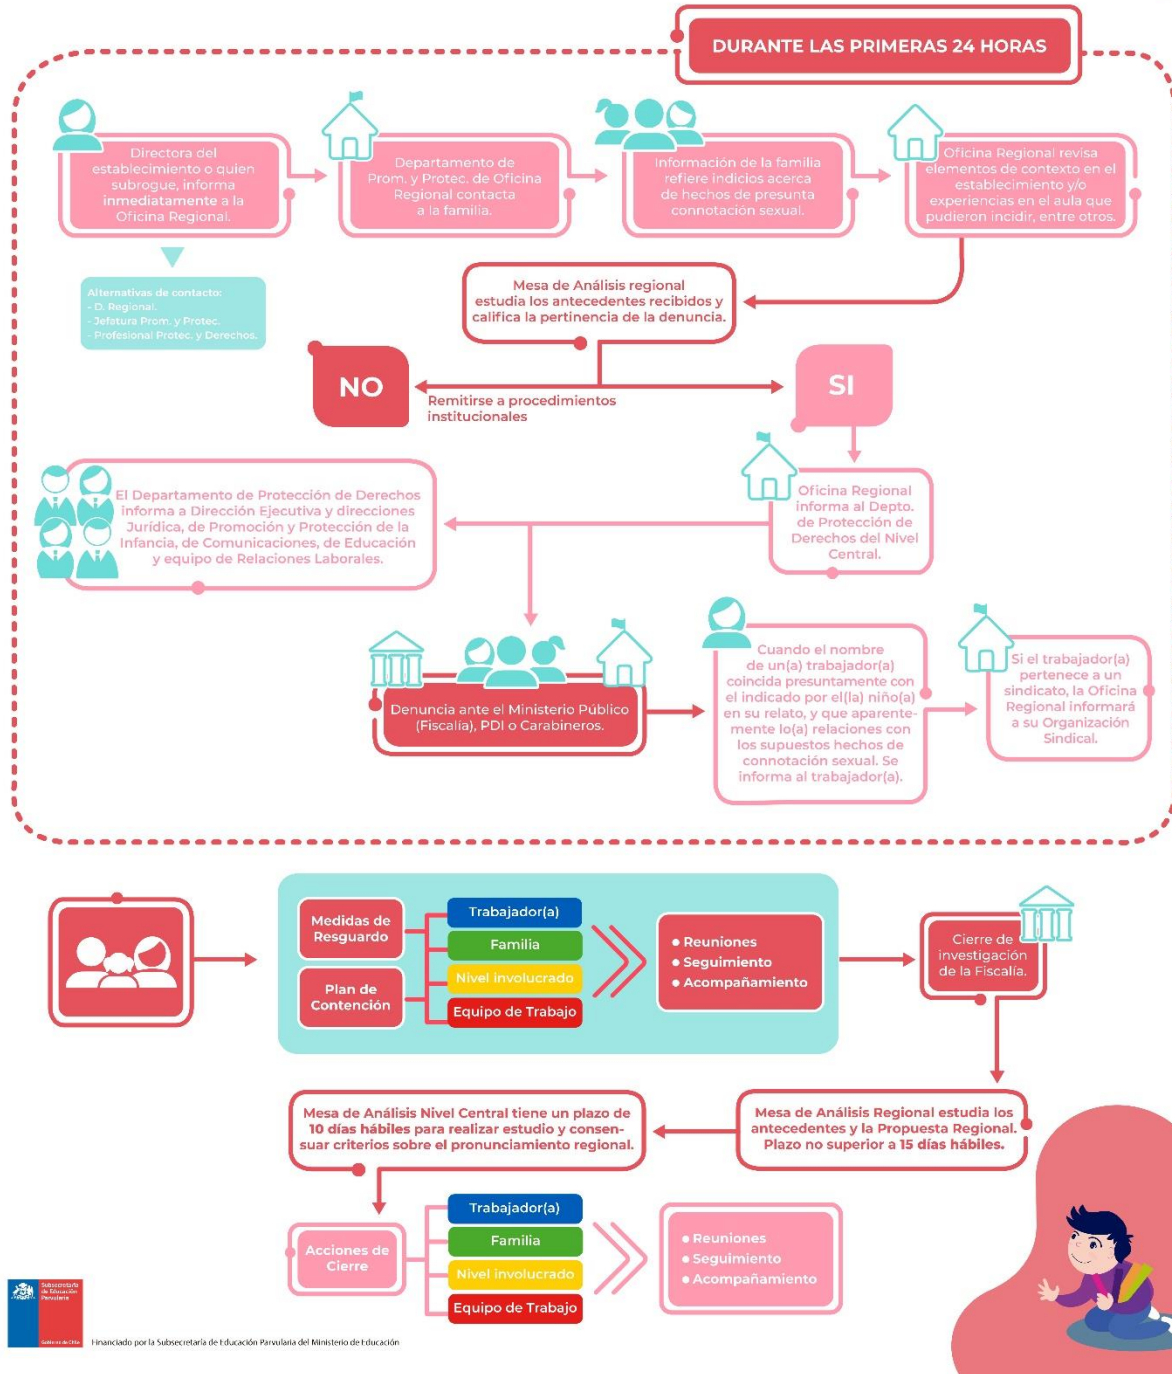 DURANTE LAS PRIMERAS 24 HORAS
Directora del
establecimiento o quien
subrogue, informa
inmediatamente a la
Oficina Regional.
Departamento de
Prom. y Protec. de Oficina
Regional contacta
a la familia.
Información de la familia
refiere indicios acerca
de hechos de presunta
connotación sexual.
Oficina Regional revisa
elementos de contexto en el
establecimiento y/o
experiencias en el aula que
pudieron incidir, entre otros.
Alternativas de contacto:
- D. Regional.
- Jefatura Prom. y Protec.
- Profesional Protec. y Derechos.
Mesa de Análisis regional
estudia los antecedentes recibidos y
califica la pertinencia de la denuncia.
NO
Remitirse a procedimientos
institucionales
SI
Oficina Regional
informa al Depto.
de Protección de
Derechos del Nivel
Central.
El Departamento de Protección de Derechos
informa a Dirección Ejecutiva y direcciones
Jurídica, de Promoción y Protección de la
Infancia, de Comunicaciones, de Educación
y equipo de Relaciones Laborales.
Denuncia ante el Ministerio Público
(Fiscalía), PDI o Carabineros.
Cuando el nombre
de un(a) trabajador(a)
coincida presuntamente con
el indicado por el(la) niño(a)
en su relato, y que aparente-
mente lo(a) relaciones con
los supuestos hechos de
connotación sexual. Se
informa al trabajador(a).
Si el trabajador(a)
pertenece a un
sindicato, la Oficina
Regional informará
a su Organización
Sindical.
Medidas de
Resguardo
Plan de
Contención
Trabajador(a)
Familia
Nivel involucrado
Equipo de Trabajo
• Reuniones
• Seguimiento
• Acompañamiento
Cierre de
investigación
de la Fiscalía.
Mesa de Análisis Regional estudia los
antecedentes y la Propuesta Regional.
Plazo no superior a 15 días hábiles.
Mesa de Análisis Nivel Central tiene un plazo de
10 días hábiles para realizar estudio y consen-
suar criterios sobre el pronunciamiento regional.
Acciones de
Cierre
Trabajador(a)
Familia
Nivel involucrado
Equipo de Trabajo
• Reuniones
• Seguimiento
• Acompañamiento
Subsecretaría
de Educación
Parvularia
Gobierno de Chile
Financiado por la Subsecretaría de Educación Parvularia del Ministerio de Educación